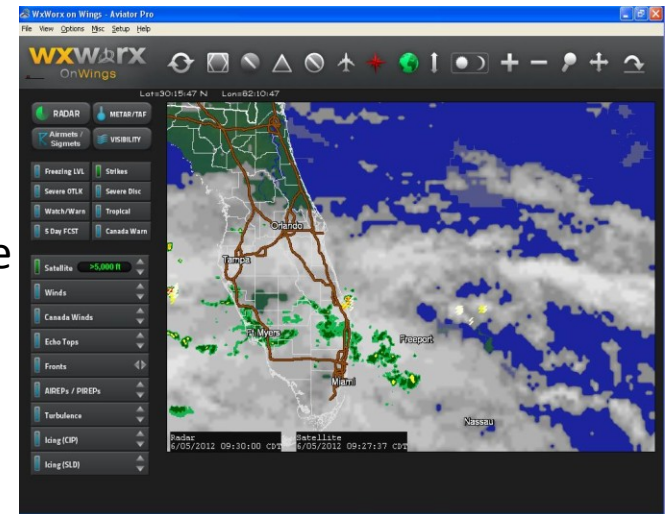 WxWorx on Wings - Aviator Pro
File View Options Misc Setup Help
WXWORX
OnWings
Lat=30:15:47 N Lon=82:10:47
RADAR METAR/TAF
Airmets / Sigmets VISIBILITY
Freezing LVL Strikes
Severe OTLK Severe Disc
Watch/Warn Tropical
5 Day FCST Canada Warn
e
Satellite >5,000 ft
Winds
Canada Winds
Echo Tops
Fronts
AIREPs / PIREPs
Turbulence
Icing (CIP)
Icing (SLD)
Orlando
Tampa
Ft Myers
Freeport
Miami
Nassau
Radar Satellite
6/05/2012 09:30:00 CDT 6/05/2012 09:27:37 CDT